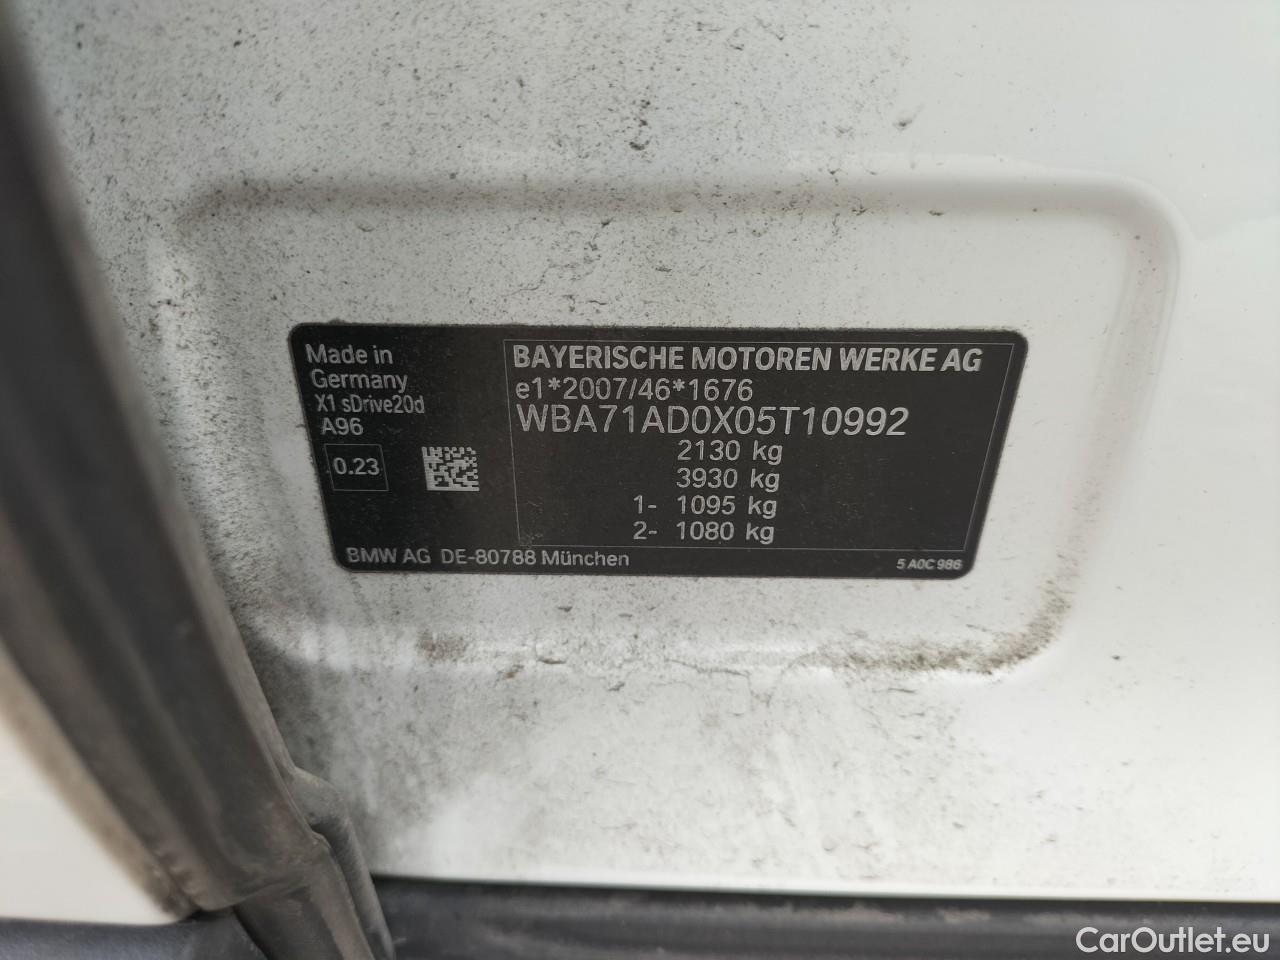 Made in
Germany
X1 sDrive20d
A96
0.23
BAYERISCHE MOTOREN WERKE AG
e1*2007/46*1676
WBA71AD0X05T10992
2130 kg
3930 kg
1- 1095 kg
2- 1080 kg
BMW AG DE-80788 München
5 A0C 986
CarOutlet.eu